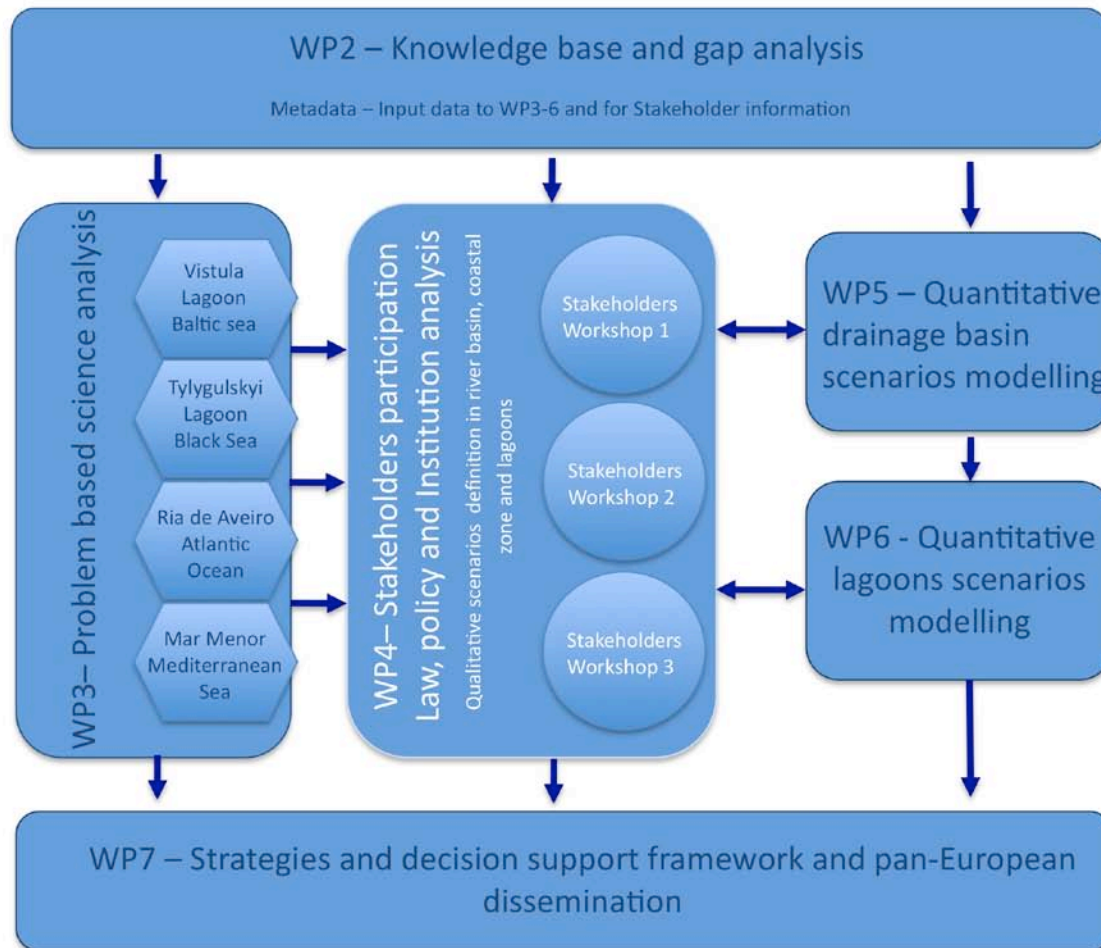 WP2 – Knowledge base and gap analysis
Metadata – Input data to WP3-6 and for Stakeholder information
WP3– Problem based science analysis
Vistula
Lagoon
Baltic sea
Tylygulskyi
Lagoon
Black Sea
Ria de Aveiro
Atlantic
Ocean
Mar Menor
Mediterranean
Sea
WP4– Stakeholders participation
Law, policy and Institution analysis
Qualitative scenarios definition in river basin, coastal
zone and lagoons
Stakeholders
Workshop 1
Stakeholders
Workshop 2
Stakeholders
Workshop 3
WP5 – Quantitative
drainage basin
scenarios modelling
WP6 - Quantitative
lagoons scenarios
modelling
WP7 – Strategies and decision support framework and pan-European
dissemination